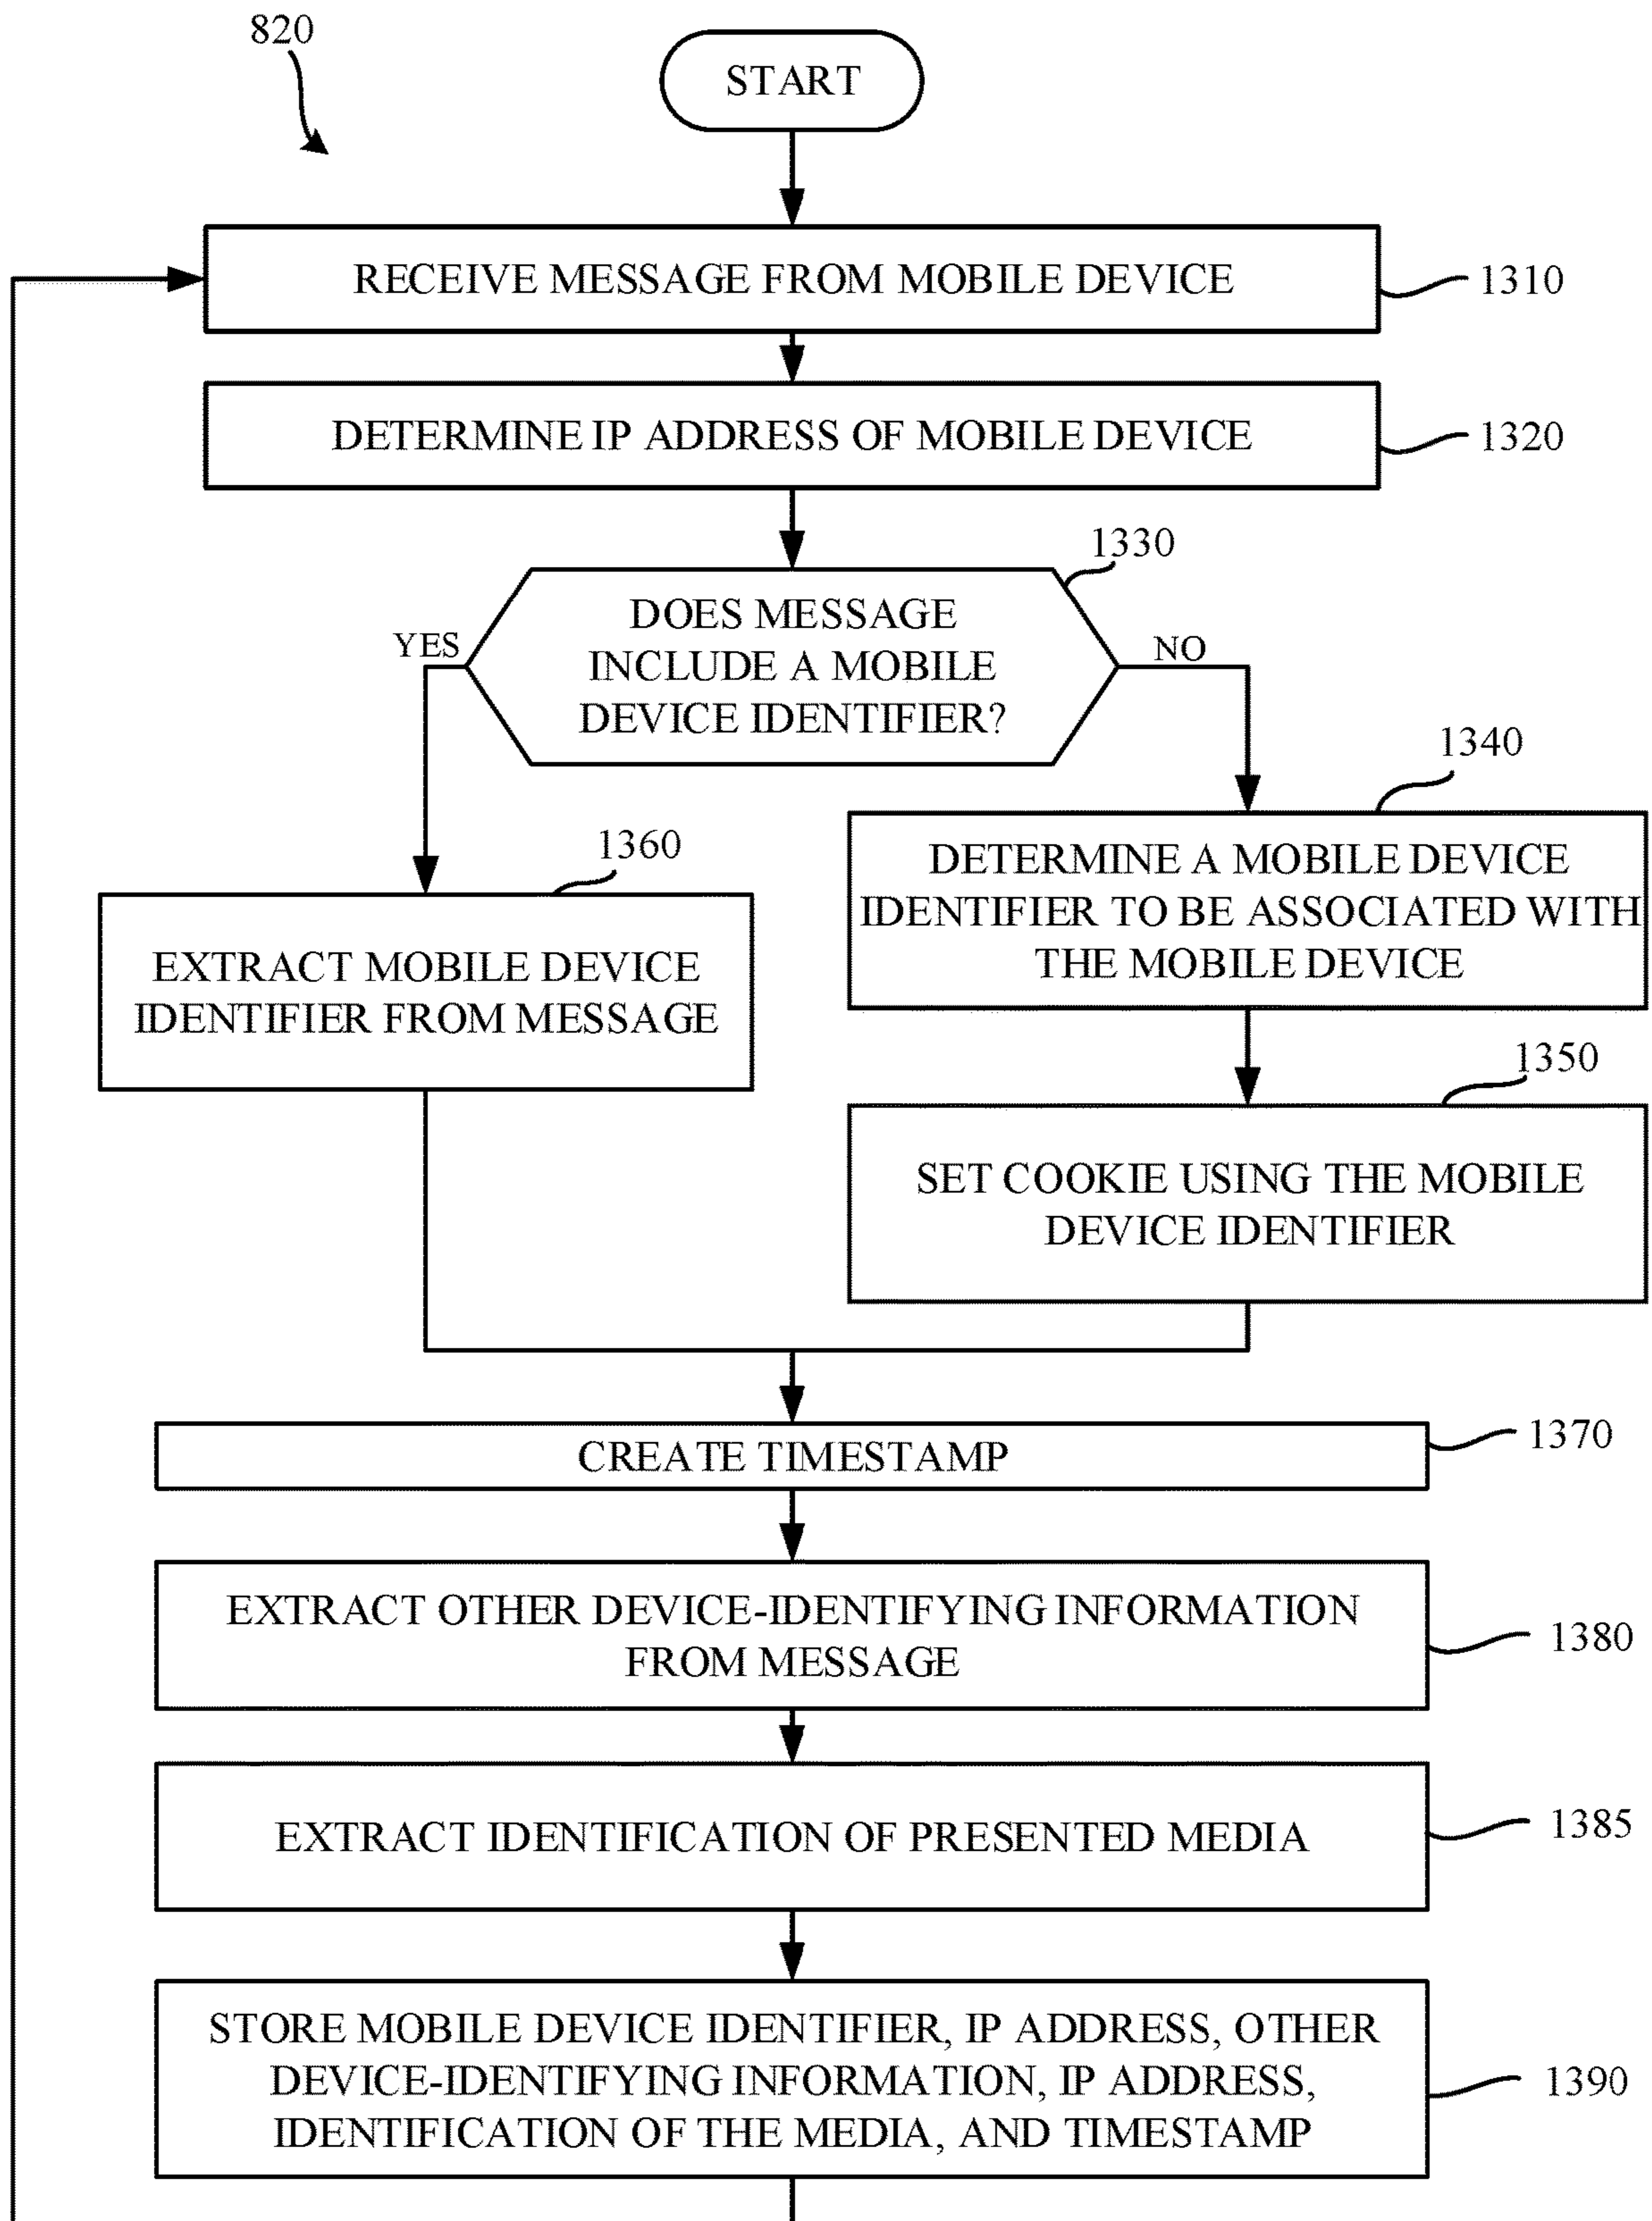 820
START
RECEIVE MESSAGE FROM MOBILE DEVICE
1310
DETERMINE IP ADDRESS OF MOBILE DEVICE
1320
1330
DOES MESSAGE
INCLUDE A MOBILE
DEVICE IDENTIFIER?
YES
NO
1340
DETERMINE A MOBILE DEVICE
IDENTIFIER TO BE ASSOCIATED WITH
THE MOBILE DEVICE
1360
EXTRACT MOBILE DEVICE
IDENTIFIER FROM MESSAGE
1350
SET COOKIE USING THE MOBILE
DEVICE IDENTIFIER
CREATE TIMESTAMP
1370
EXTRACT OTHER DEVICE-IDENTIFYING INFORMATION
FROM MESSAGE
1380
EXTRACT IDENTIFICATION OF PRESENTED MEDIA
1385
STORE MOBILE DEVICE IDENTIFIER, IP ADDRESS, OTHER
DEVICE-IDENTIFYING INFORMATION, IP ADDRESS,
IDENTIFICATION OF THE MEDIA, AND TIMESTAMP
1390